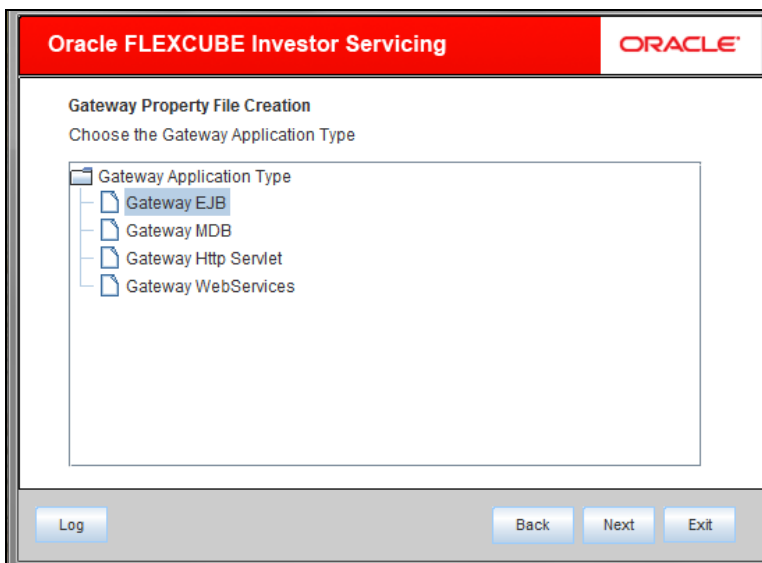 Oracle FLEXCUBE Investor Servicing
ORACLE
Gateway Property File Creation
Choose the Gateway Application Type
Gateway Application Type
Gateway EJB
Gateway MDB
Gateway Http Servlet
Gateway WebServices
Log
Back
Next
Exit